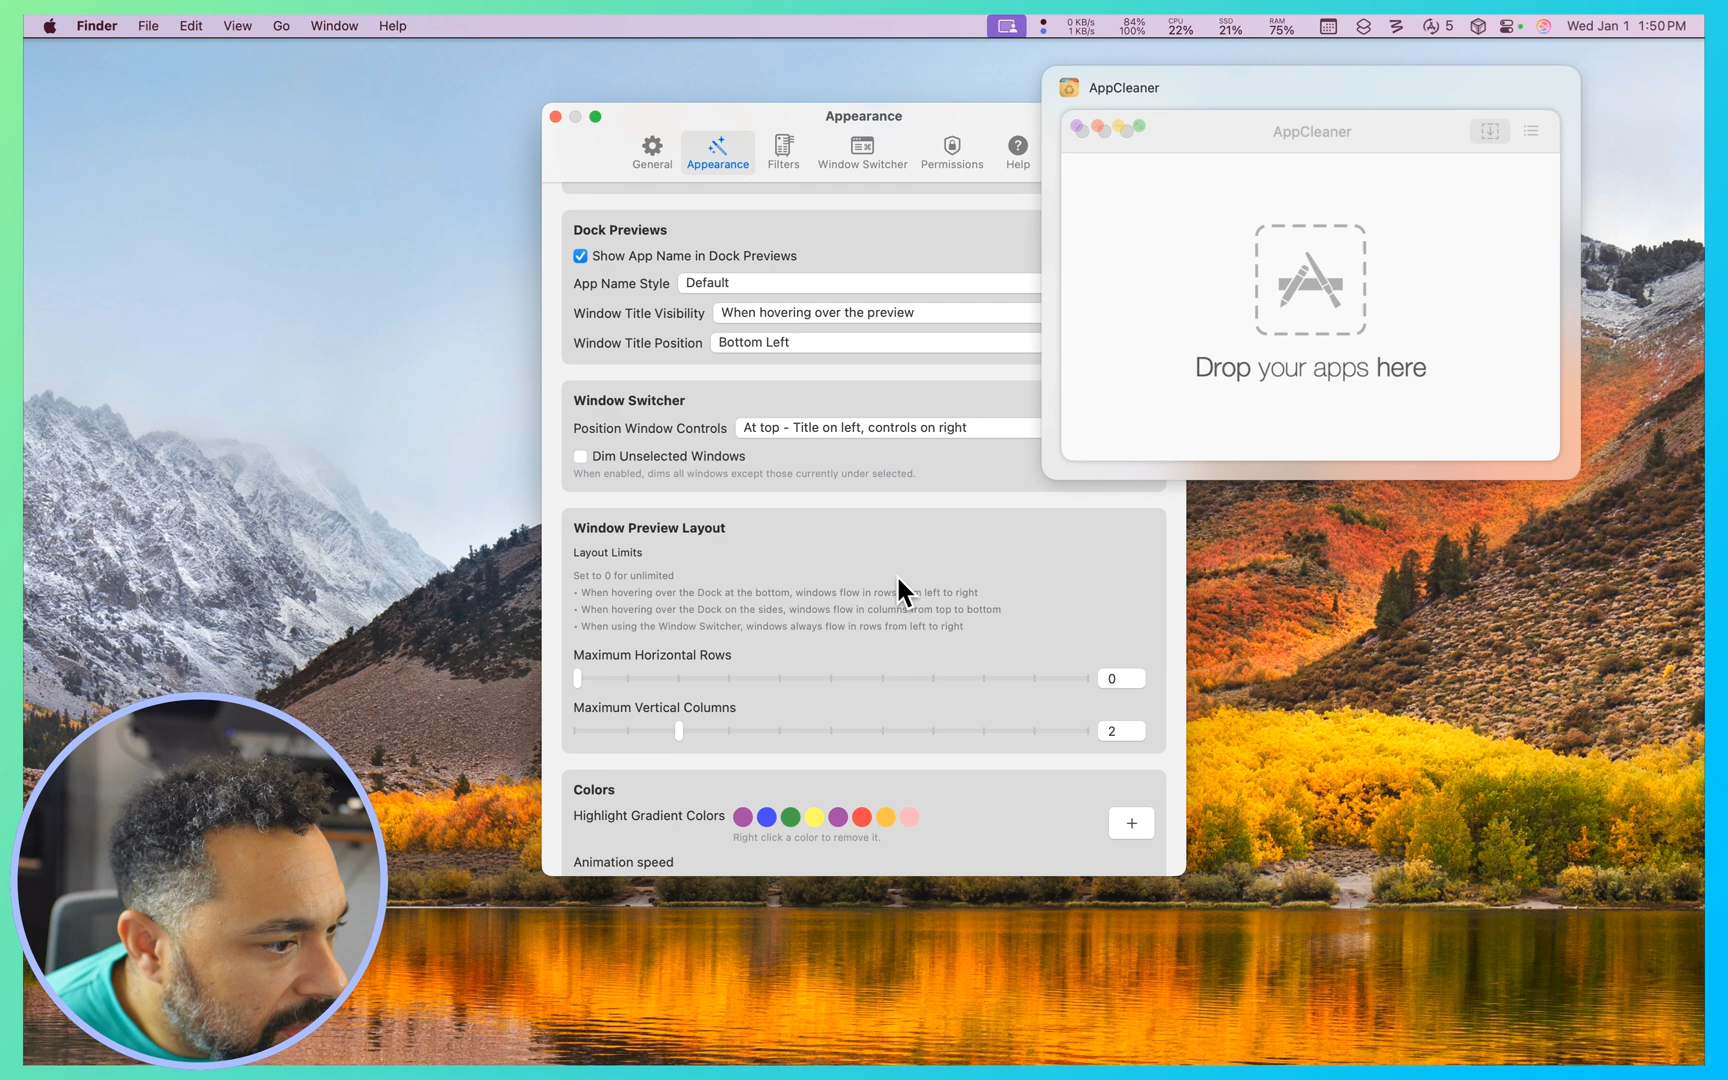 Finder File Edit View Go Window Help
0 KB/s 84% CPU SSD RAM 5 Wed Jan 1 1:50 PM
1 KB/s 100% 22% 21% 75%
AppCleaner
AppCleaner
Drop your apps here
Appearance
General Appearance Filters Window Switcher Permissions Help
Dock Previews
Show App Name in Dock Previews
App Name Style Default
Window Title Visibility When hovering over the preview
Window Title Position Bottom Left
Window Switcher
Position Window Controls At top - Title on left, controls on right
Dim Unselected Windows
When enabled, dims all windows except those currently under selected.
Window Preview Layout
Layout Limits
Set to 0 for unlimited
• When hovering over the Dock at the bottom, windows flow in rows from left to right
• When hovering over the Dock on the sides, windows flow in columns from top to bottom
• When using the Window Switcher, windows always flow in rows from left to right
Maximum Horizontal Rows
0
Maximum Vertical Columns
2
Colors
Highlight Gradient Colors +
Right click a color to remove it.
Animation speed